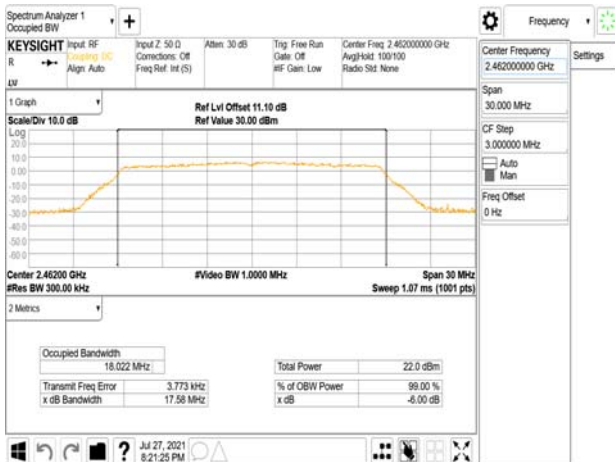 Spectrum Analyzer 1
Occupied BW
Frequency
KEYSIGHT
Input: RF
Coupling: DC
Align: Auto
Input Z: 50 Ω
Corrections: Off
Freq Ref: Int (S)
Atten: 30 dB
Trig: Free Run
Gate: Off
#IF Gain: Low
Center Freq: 2.462000000 GHz
Avg|Hold: 100/100
Radio Std: None
R
LV
Center Frequency
2.462000000 GHz
Settings
Span
30.000 MHz
CF Step
3.000000 MHz
Auto
Man
Freq Offset
0 Hz
1 Graph
Scale/Div 10.0 dB
Ref Lvl Offset 11.10 dB
Ref Value 30.00 dBm
Log
20.0
10.0
0.00
-10.0
-20.0
-30.0
-40.0
-50.0
-60.0
Center 2.46200 GHz
#Video BW 1.0000 MHz
Span 30 MHz
#Res BW 300.00 kHz
Sweep 1.07 ms (1001 pts)
2 Metrics
Occupied Bandwidth
18.022 MHz
Total Power 22.0 dBm
Transmit Freq Error 3.773 kHz
% of OBW Power 99.00 %
x dB Bandwidth 17.58 MHz
x dB -6.00 dB
?
Jul 27, 2021
8:21:25 PM